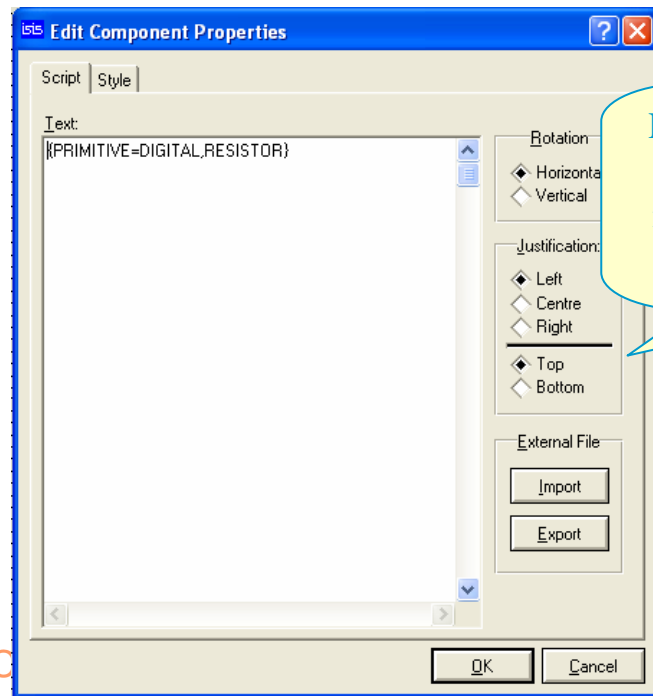 isis Edit Component Properties
Script Style
Text:
{PRIMITIVE=DIGITAL,RESISTOR}
Rotation
Horizonta
Vertical
Justification:
Left
Centre
Right
Top
Bottom
External File
Import
Export
OK Cancel